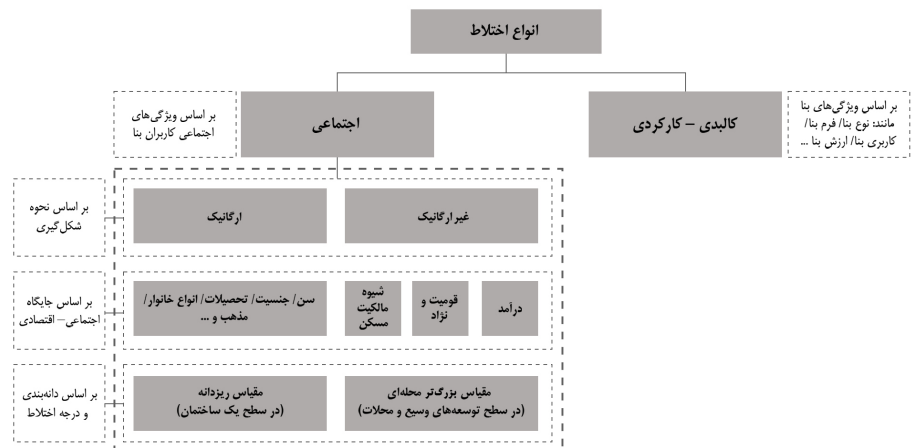 انواع اختلاط
بر اساس ویژگی‌های بنا
مانند: نوع بنا/ فرم بنا/
کاربری بنا/ ارزش بنا ...
کالبدی – کارکردی
اجتماعی
بر اساس ویژگی‌های
اجتماعی کاربران بنا
غیر ارگانیک
ارگانیک
بر اساس نحوه
شکل‌گیری
درآمد
قومیت و
نژاد
شیوه
مالکیت
مسکن
سن/ جنسیت/ تحصیلات/ انواع خانوار/
مذهب و ...
بر اساس جایگاه
اجتماعی – اقتصادی
مقیاس بزرگ‌تر محله‌ای
(در سطح توسعه‌های وسیع و محلات)
مقیاس ریزدانه
(در سطح یک ساختمان)
بر اساس دانه‌بندی
و درجه اختلاط